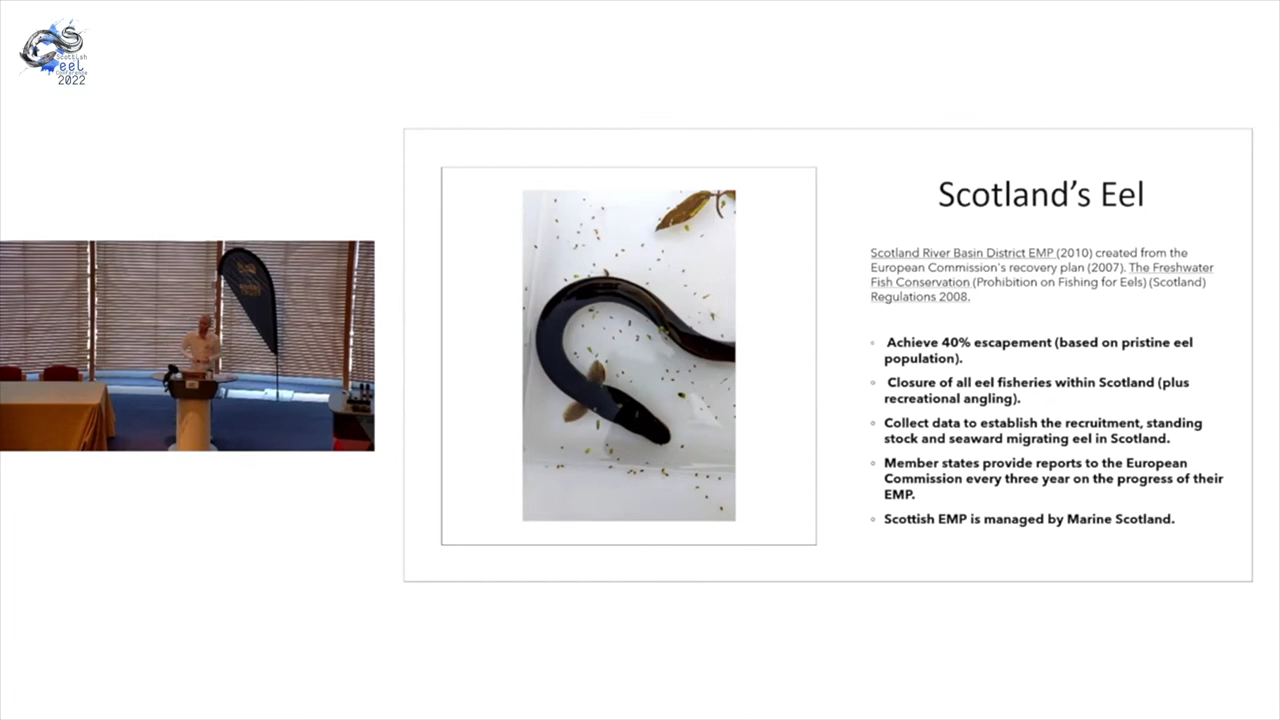 Scottish
eel
Conference
2022
Scotland's Eel
Scotland River Basin District EMP (2010) created from the
European Commission's recovery plan (2007). The Freshwater
Fish Conservation (Prohibition on Fishing for Eels) (Scotland)
Regulations 2008.
Achieve 40% escapement (based on pristine eel
population).
Closure of all eel fisheries within Scotland (plus
recreational angling).
Collect data to establish the recruitment, standing
stock and seaward migrating eel in Scotland.
Member states provide reports to the European
Commission every three year on the progress of their
EMP.
Scottish EMP is managed by Marine Scotland.